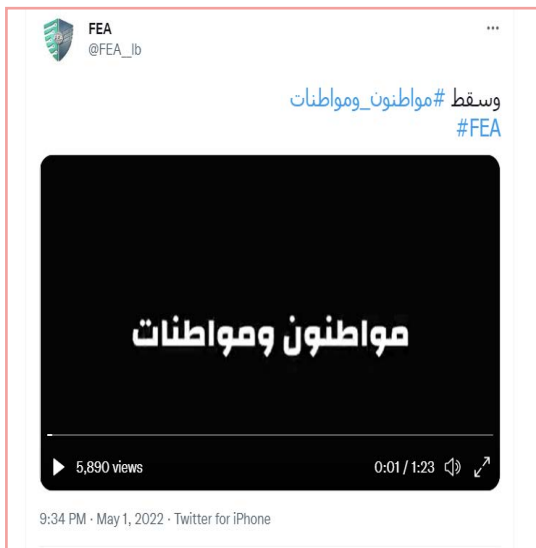 FEA
@FEA_lb
وسقط #مواطنون_ومواطنات
#FEA
مواطنون ومواطنات
5,890 views
0:01 / 1:23
9:34 PM · May 1, 2022 · Twitter for iPhone